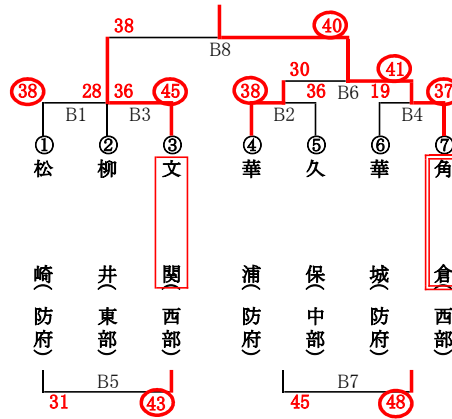 38 40
B8
41
30
38 28 36 45 38 36 B6 19 37
B1 B3 B2 B4
① ② ③ ④ ⑤ ⑥ ⑦
松崎(防府)
柳井(東部)
文関(西部)
華浦(防府)
久保(中部)
華城(防府)
角倉(西部)
B5 B7
31 43 45 48